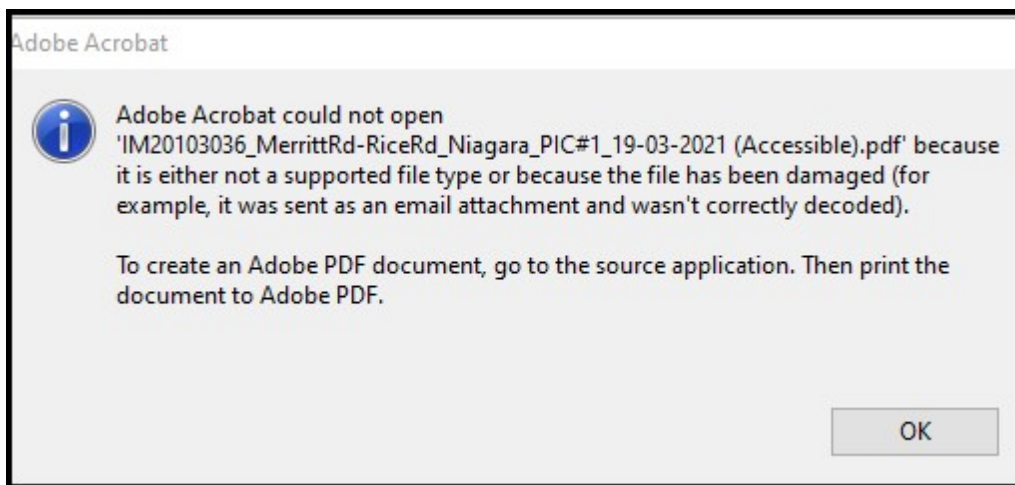 Adobe Acrobat
Adobe Acrobat could not open
'IM20103036_MerrittRd-RiceRd_Niagara_PIC#1_19-03-2021 (Accessible).pdf' because
it is either not a supported file type or because the file has been damaged (for
example, it was sent as an email attachment and wasn't correctly decoded).
To create an Adobe PDF document, go to the source application. Then print the
document to Adobe PDF.
OK